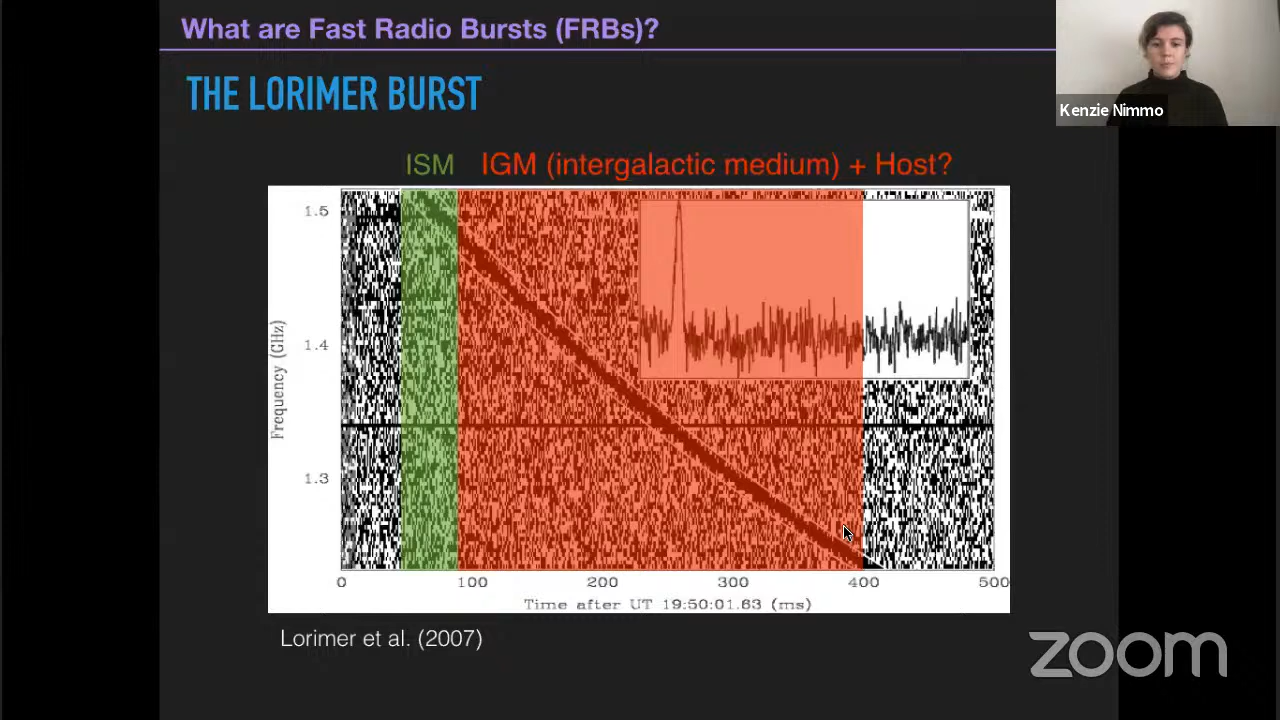 What are Fast Radio Bursts (FRBs)?
THE LORIMER BURST
Kenzie Nimmo
ISM IGM (intergalactic medium) + Host?
1.5
1.4
1.3
Frequency (GHz)
0 100 200 300 400 500
Time after UT 19:50:01.63 (ms)
Lorimer et al. (2007)
zoom